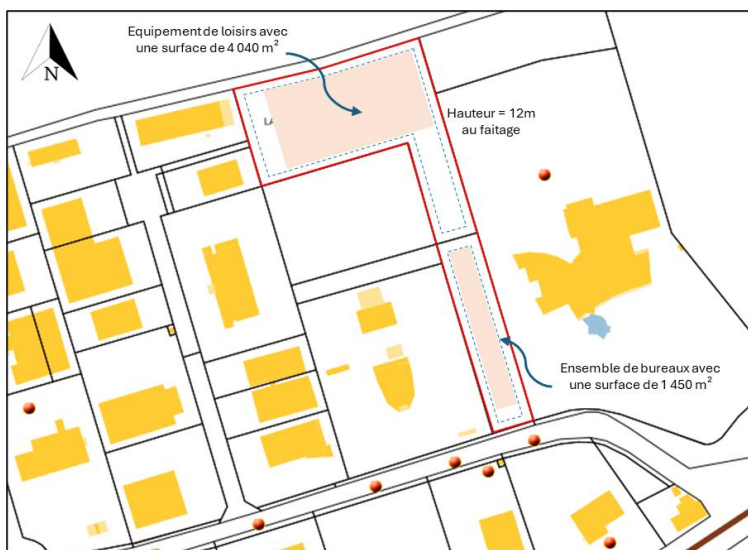 Equipement de loisirs avec
une surface de 4 040 m²
N
LA
Hauteur = 12m
au faitage
Ensemble de bureaux avec
une surface de 1 450 m²